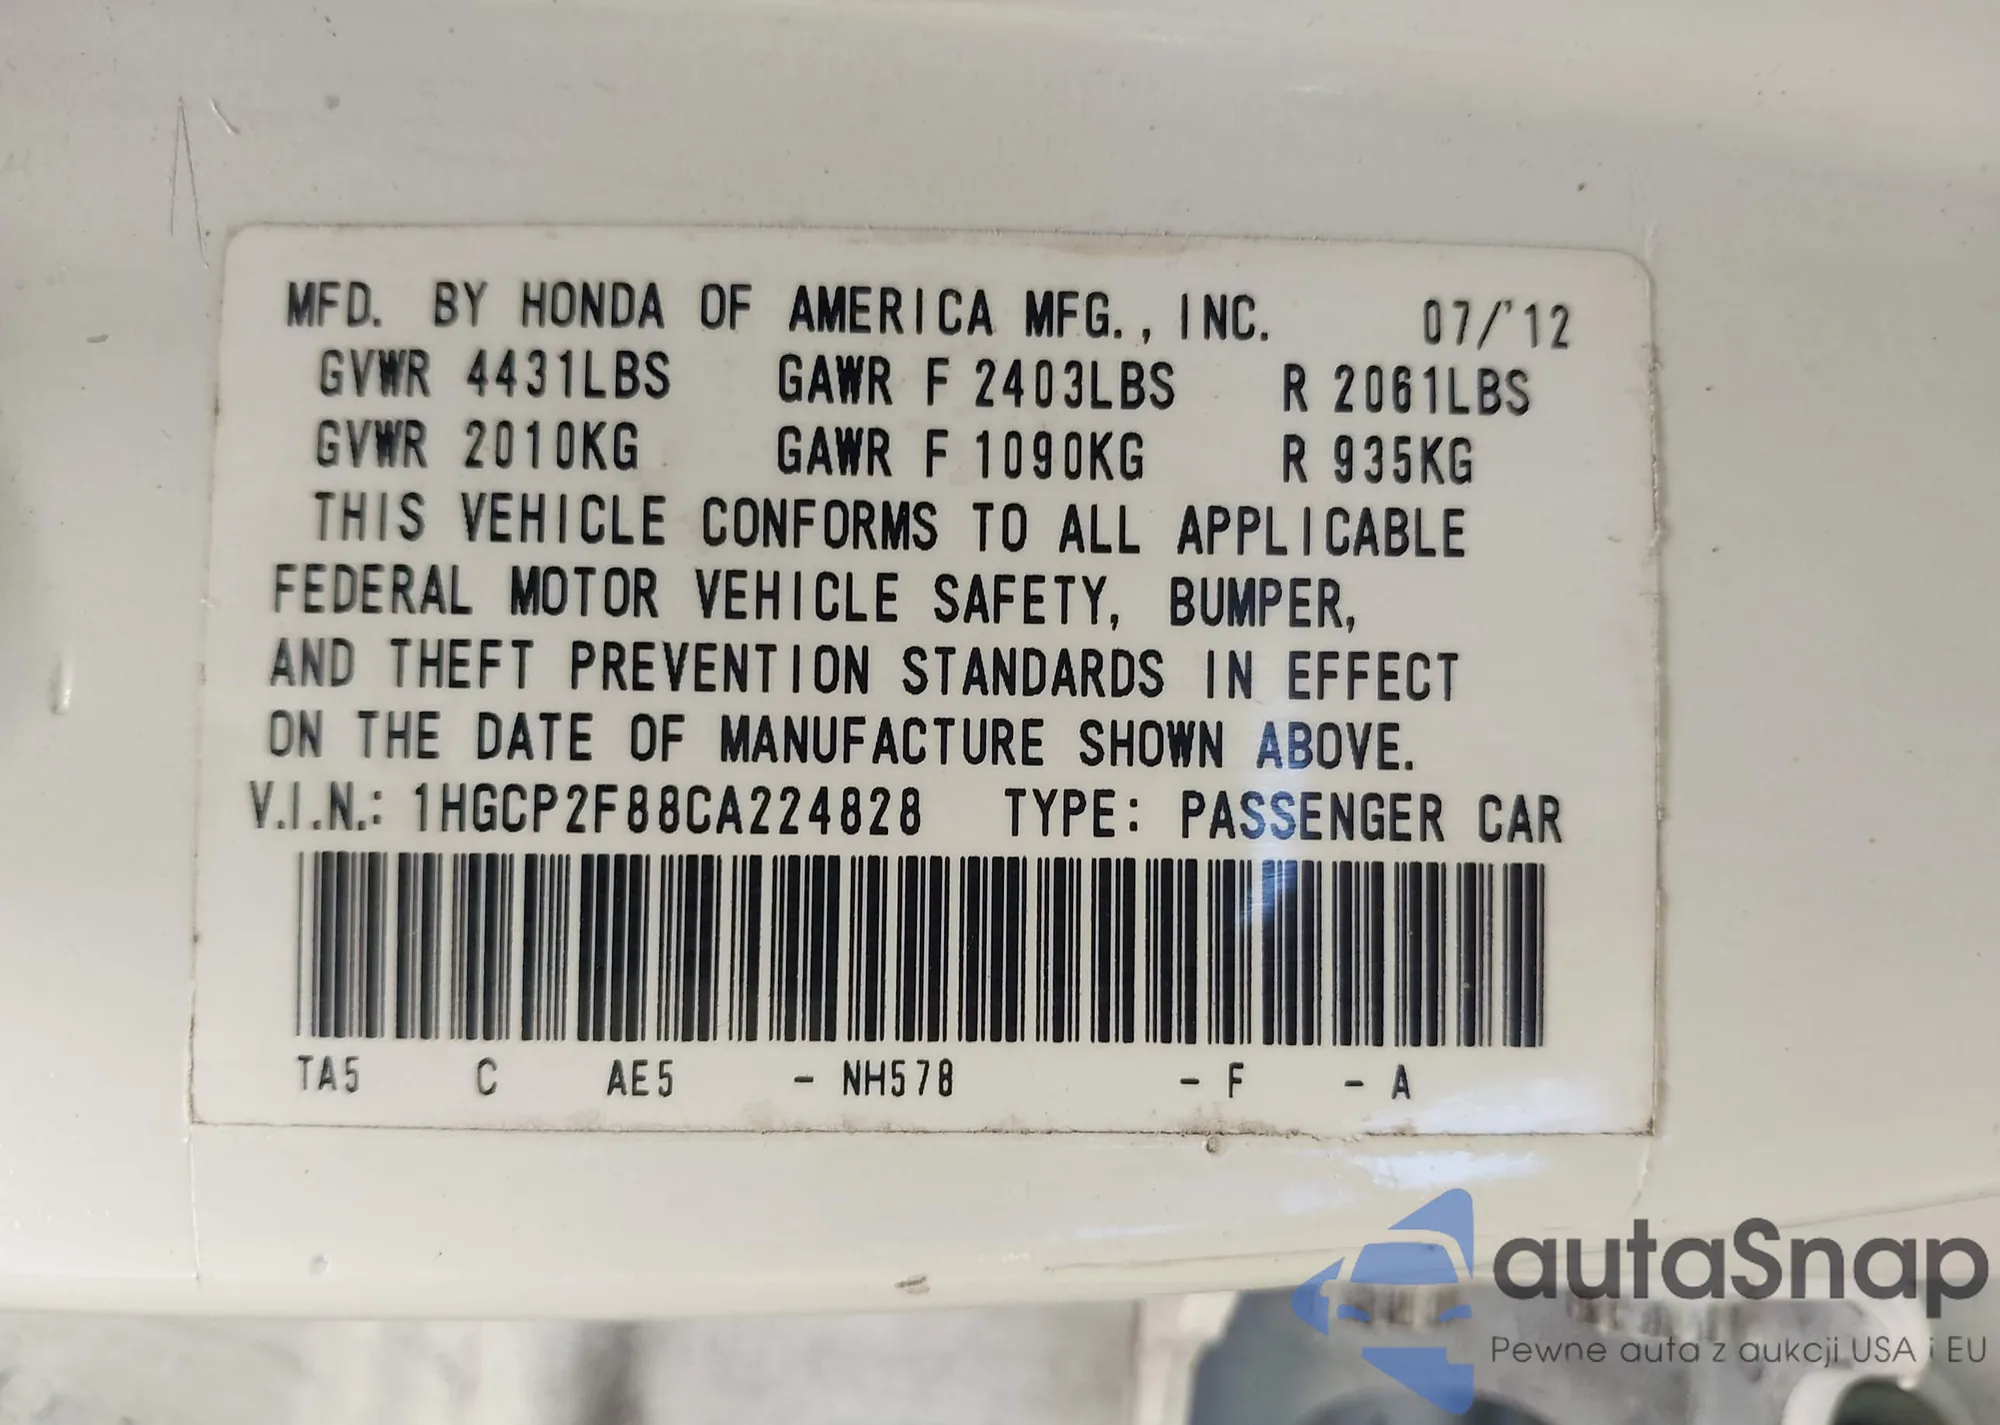 MFD. BY HONDA OF AMERICA MFG., INC. 07/'12
GVWR 4431LBS GAWR F 2403LBS R 2061LBS
GVWR 2010KG GAWR F 1090KG R 935KG
THIS VEHICLE CONFORMS TO ALL APPLICABLE
FEDERAL MOTOR VEHICLE SAFETY, BUMPER,
AND THEFT PREVENTION STANDARDS IN EFFECT
ON THE DATE OF MANUFACTURE SHOWN ABOVE.
V.I.N.: 1HGCP2F88CA224828 TYPE: PASSENGER CAR
TA5 C AE5 - NH578 - F - A
autaSnap
Pewne auta z aukcji USA i EU